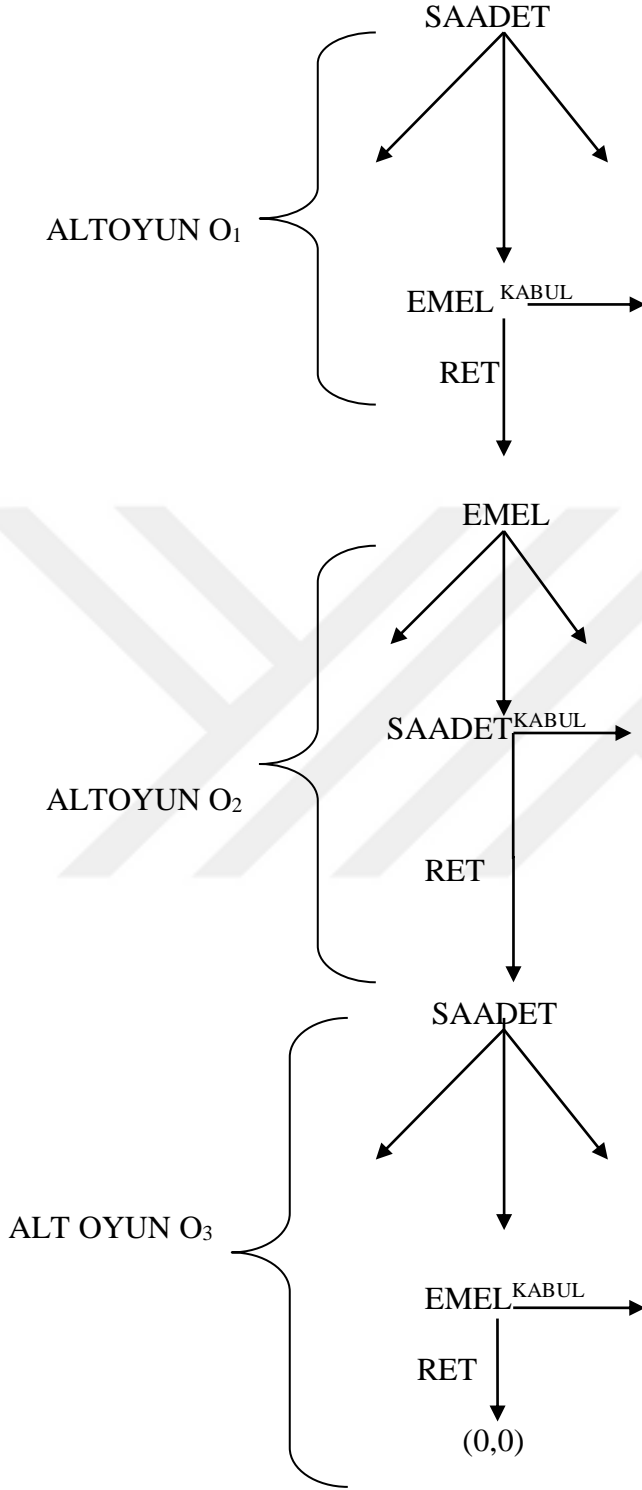 SAADET
ALTOYUN O₁
EMEL KABUL
RET
EMEL
SAADET KABUL
ALTOYUN O₂
RET
SAADET
ALT OYUN O₃
EMEL KABUL
RET
(0,0)